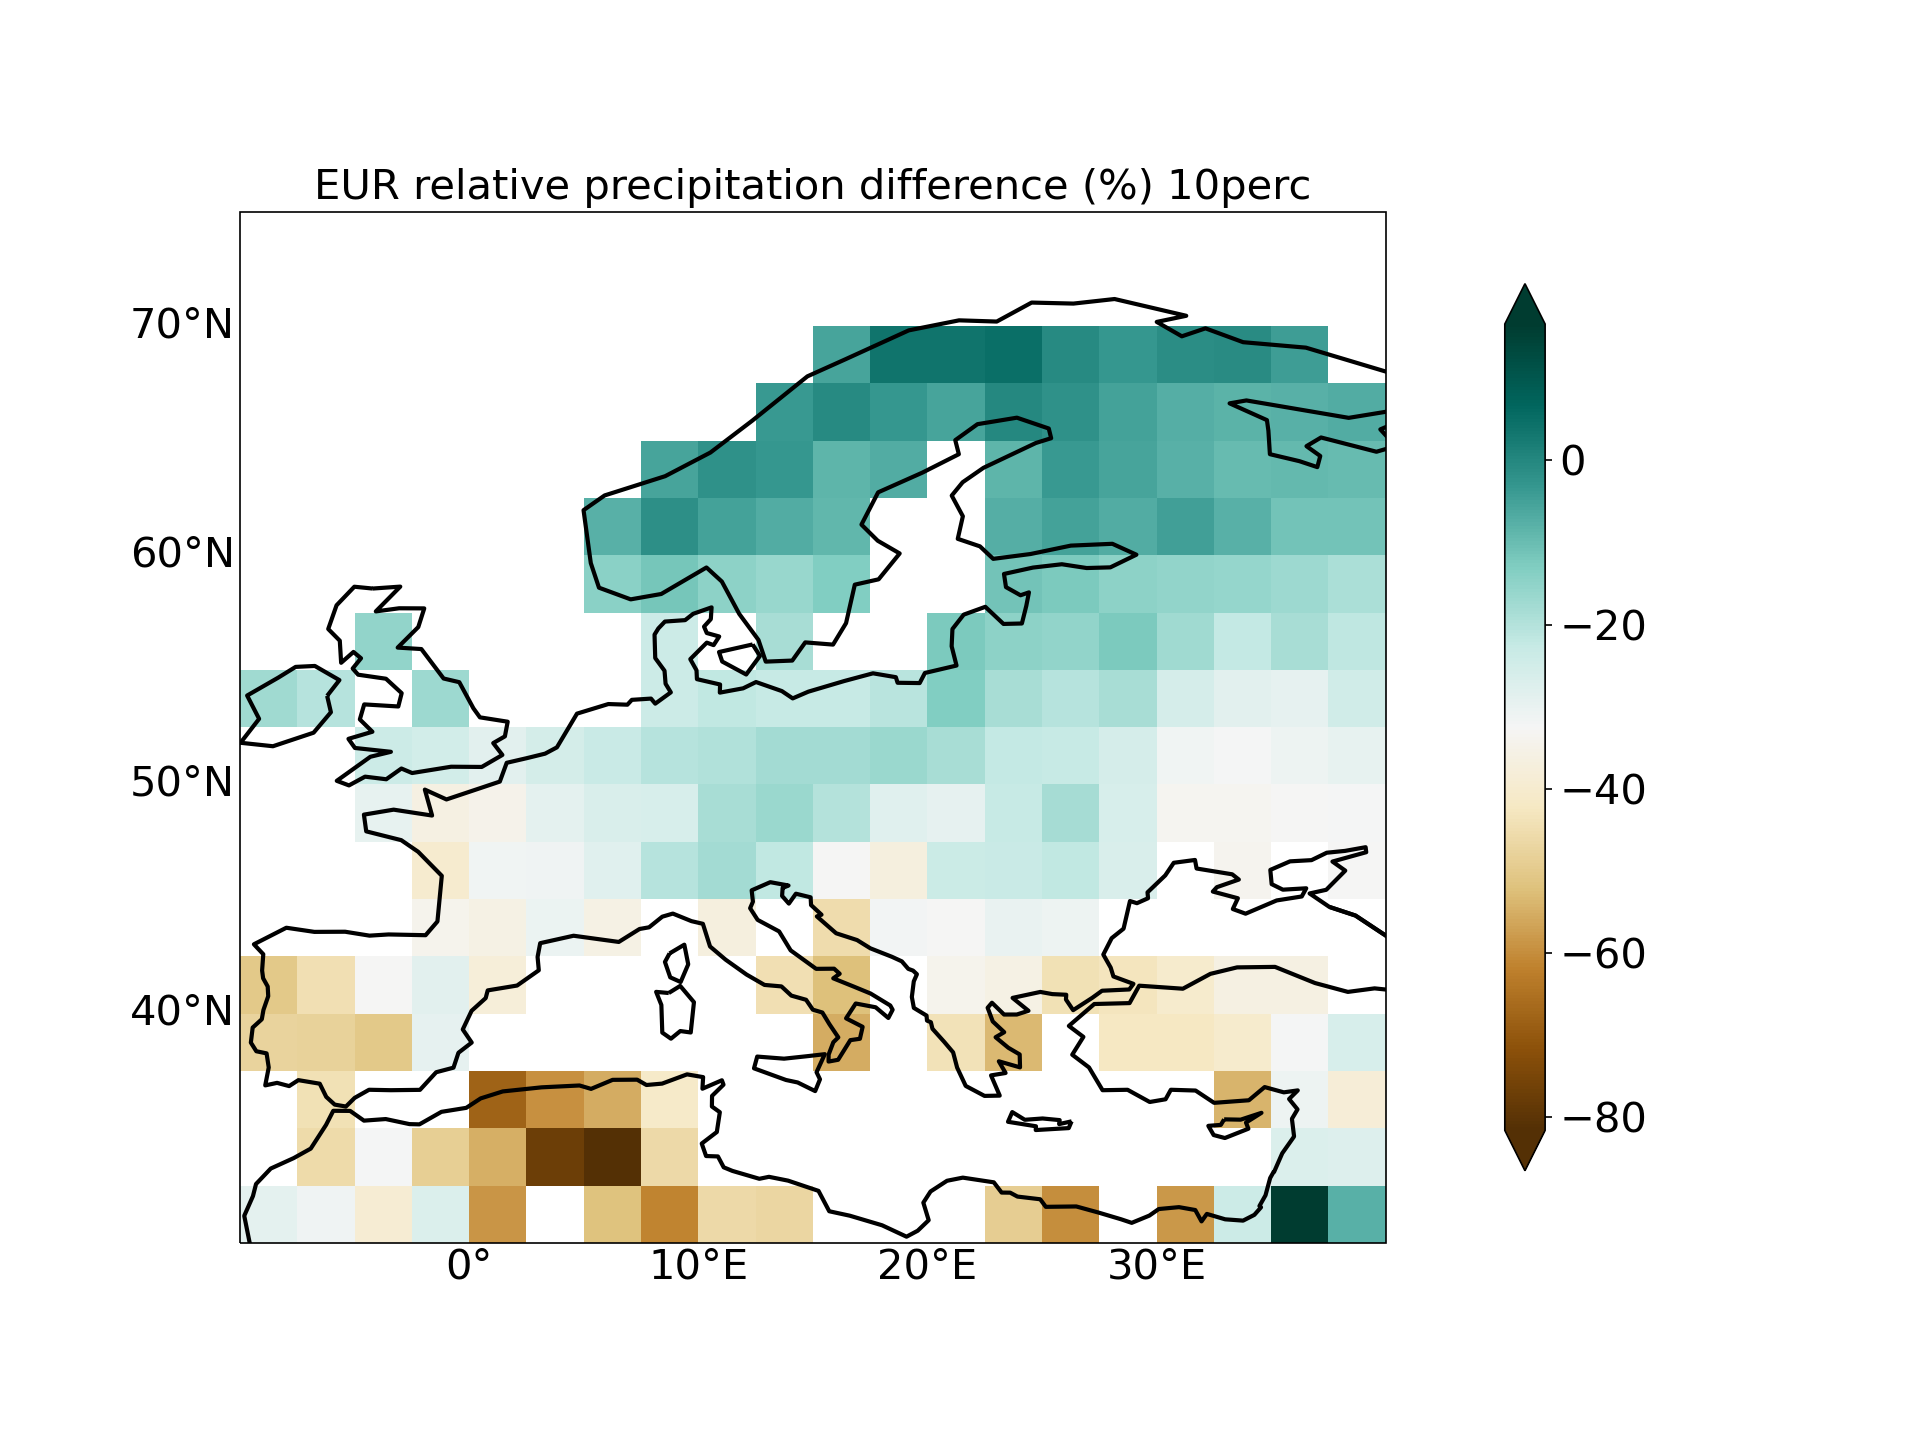 EUR relative precipitation difference (%) 10perc
70°N
60°N
50°N
40°N
0°
10°E
20°E
30°E
0
−20
−40
−60
−80